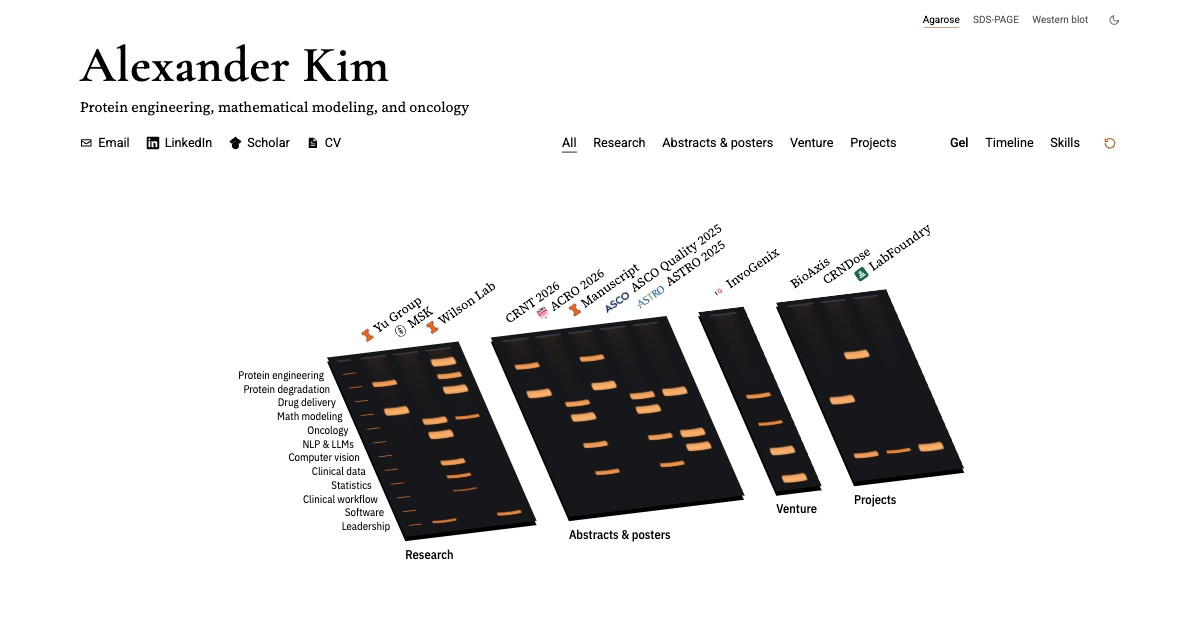 Agarose SDS-PAGE Western blot
Alexander Kim
Protein engineering, mathematical modeling, and oncology
Email LinkedIn Scholar CV
All Research Abstracts & posters Venture Projects
Gel Timeline Skills
Yu Group
MSK
Wilson Lab
CRNT 2026
ACRO 2026
Manuscript
ASCO ASCO Quality 2025
ASTRO ASTRO 2025
IG InvoGenix
BioAxis
CRNDose
LabFoundry
Protein engineering
Protein degradation
Drug delivery
Math modeling
Oncology
NLP & LLMs
Computer vision
Clinical data
Statistics
Clinical workflow
Software
Leadership
Research
Abstracts & posters
Venture
Projects